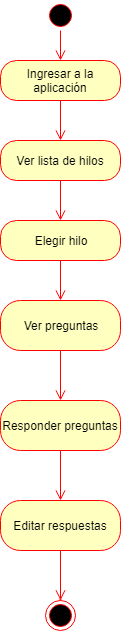 Ingresar a la
aplicación
Ver lista de hilos
Elegir hilo
Ver preguntas
Responder preguntas
Editar respuestas